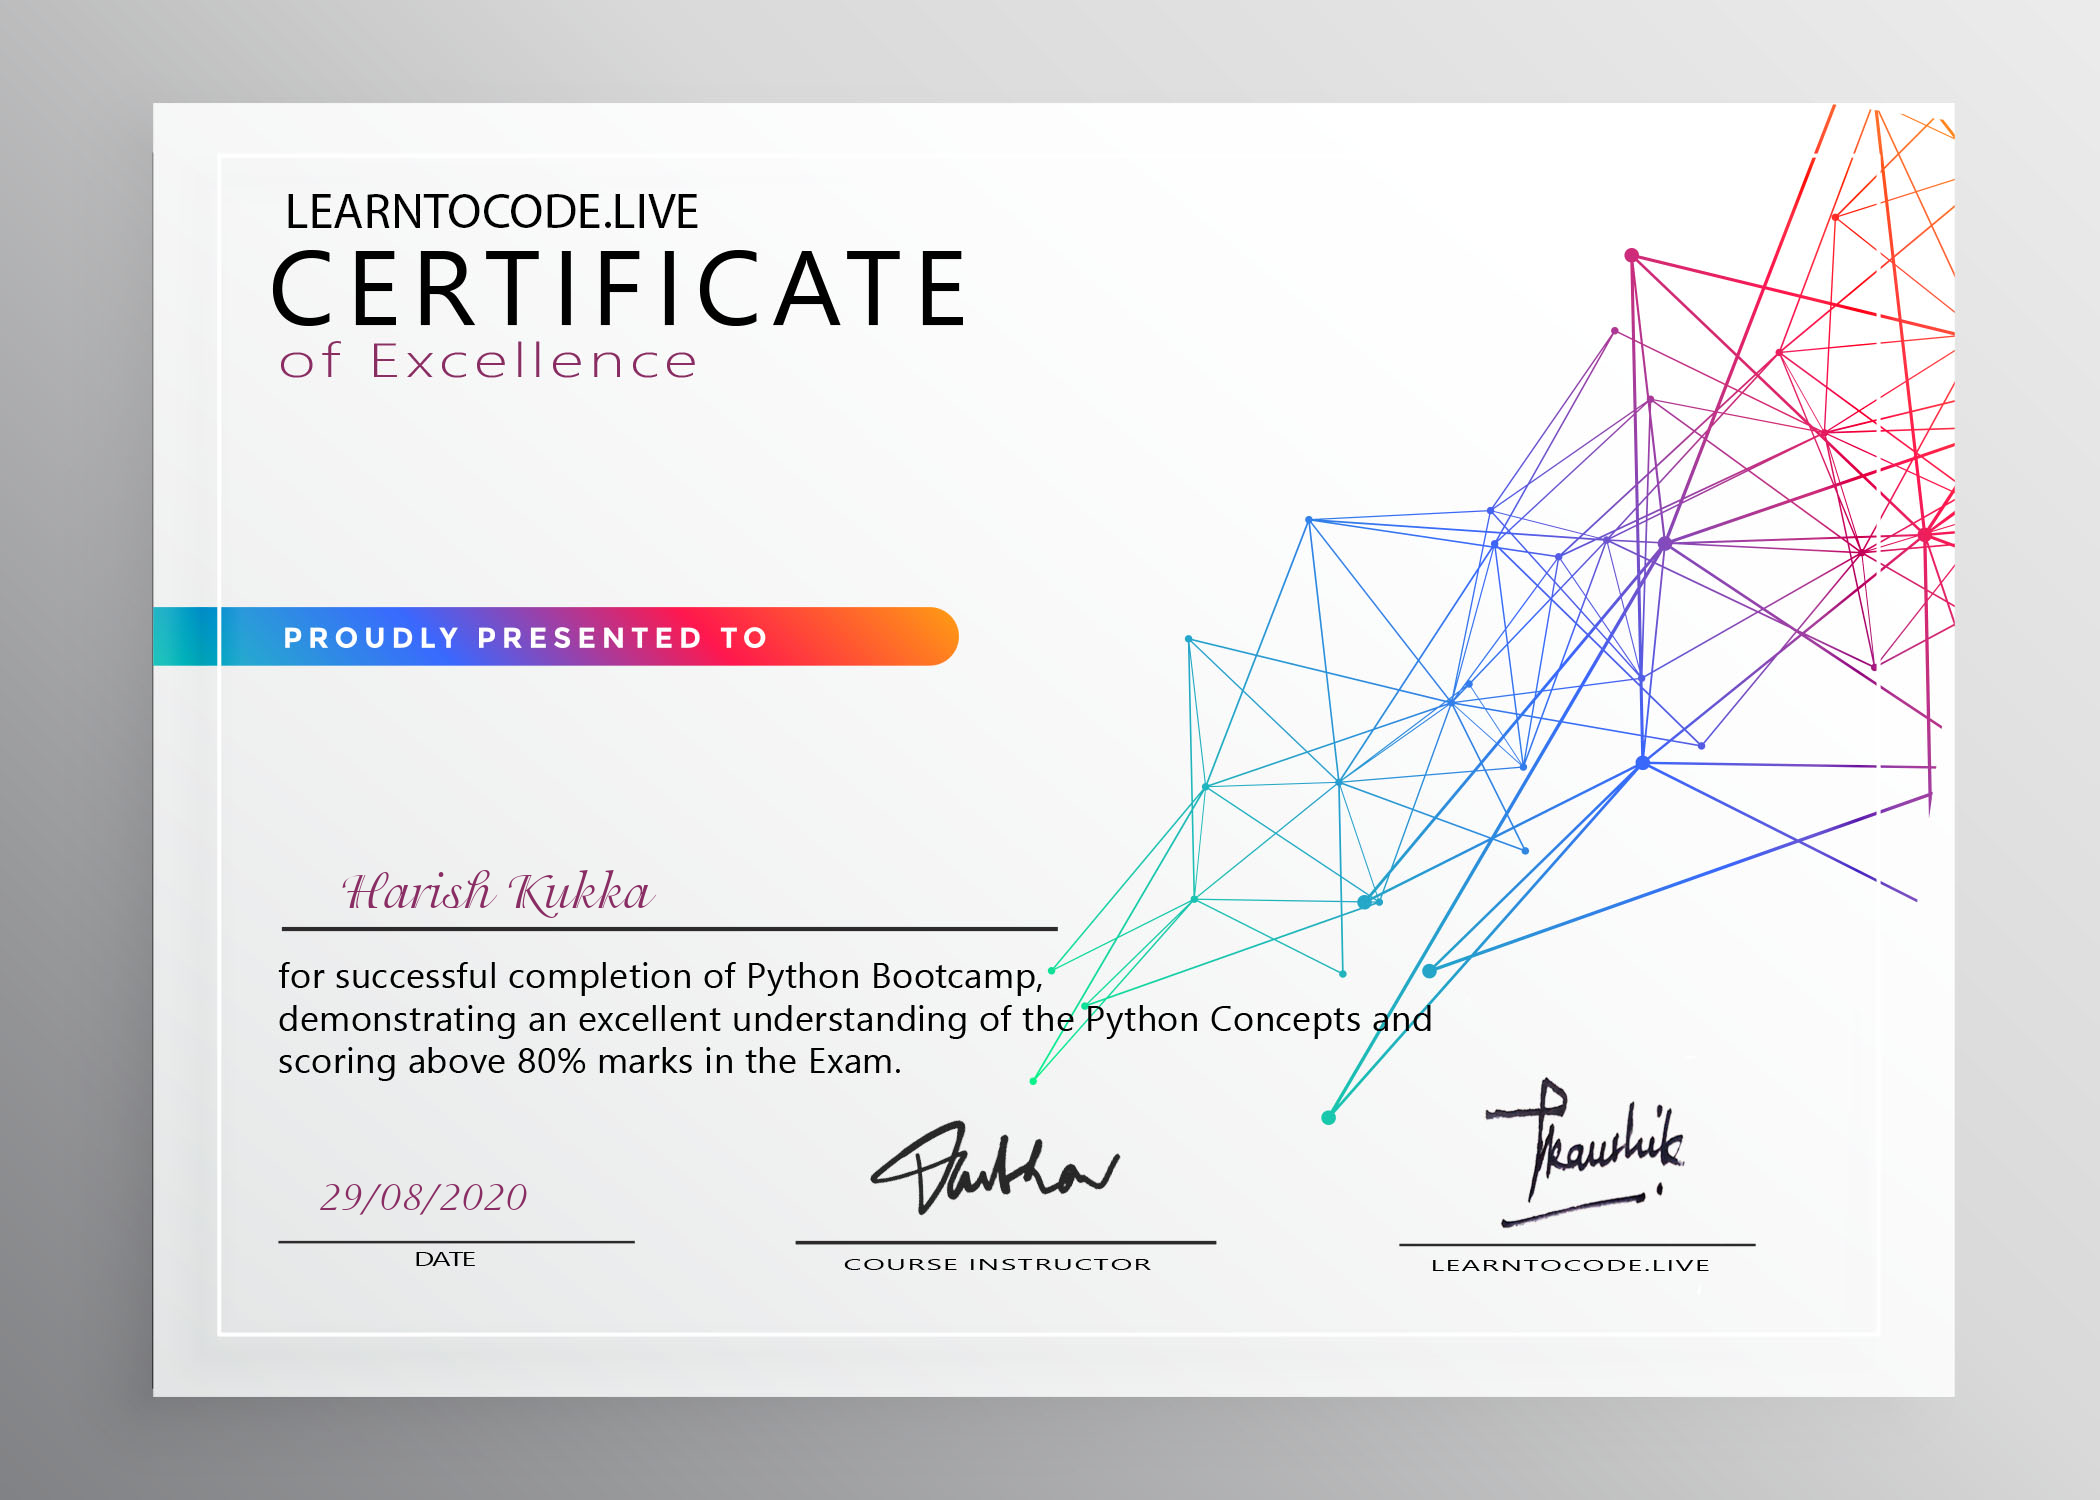 LEARNTOCODE.LIVE
CERTIFICATE
of Excellence
PROUDLY PRESENTED TO
Harish Kukka
for successful completion of Python Bootcamp,
demonstrating an excellent understanding of the Python Concepts and
scoring above 80% marks in the Exam.
29/08/2020
DATE
COURSE INSTRUCTOR
LEARNTOCODE.LIVE